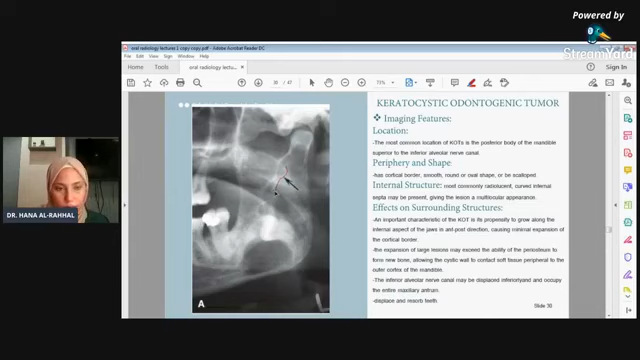 Powered by
StreamYard
oral radiology lectures 1 copy copy.pdf - Adobe Acrobat Reader DC
File Edit View Sign Window Help
Home Tools oral radiology lectu... ×
Sign In
30 / 47
73%
KERATOCYSTIC ODONTOGENIC TUMOR
❖ Imaging Features:
Location:
-The most common location of KOTs is the posterior body of the mandible
superior to the inferior alveolar nerve canal.
Periphery and Shape:
-has cortical border, smooth, round or oval shape, or be scalloped.
Internal Structure: most commonly radiolucent, curved internal
septa may be present, giving the lesion a multilocular appearance.
Effects on Surrounding Structures:
-An important characteristic of the KOT is its propensity to grow along the
internal aspect of the jaws in ant-post direction, causing minimal expansion of
the cortical border.
-the expansion of large lesions may exceed the ability of the periosteum to
form new bone, allowing the cystic wall to contact soft tissue peripheral to the
outer cortex of the mandible.
-The inferior alveolar nerve canal may be displaced inferiorlyand and occupy
the entire maxillary antrum.
-displace and resorb teeth.
Slide 30
A
DR. HANA AL-RAHHAL